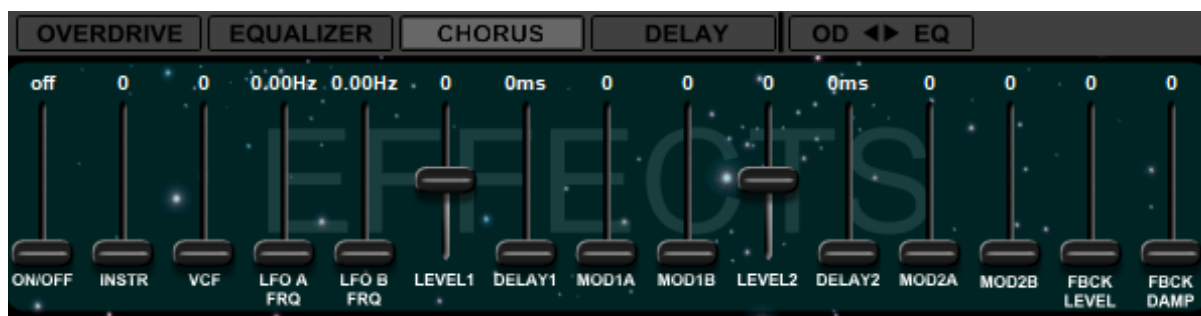 OVERDRIVE EQUALIZER CHORUS DELAY OD ◄► EQ
off 0 .0 0.00Hz 0.00Hz 0 0ms 0 0 0 0ms 0 0 0 0
EFFECTS
ON/OFF INSTR VCF LFO A FRQ LFO B FRQ LEVEL1 DELAY1 MOD1A MOD1B LEVEL2 DELAY2 MOD2A MOD2B FBCK LEVEL FBCK DAMP